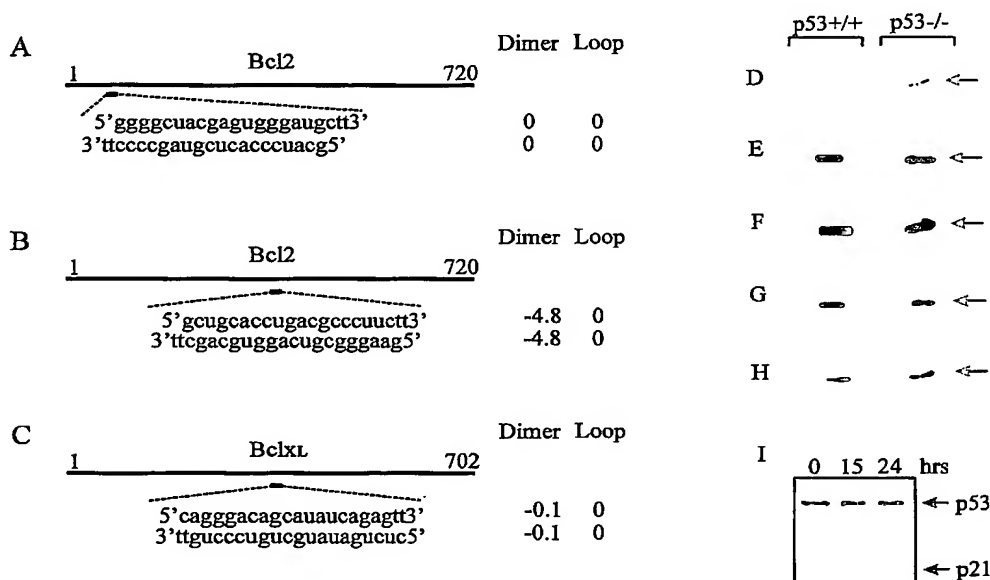 A
Bcl2
Dimer Loop
1 720
5’ggggcuacgagugggaugctt3’ 0 0
3’ttccccgaugcucacccuacg5’ 0 0
B
Bcl2
Dimer Loop
1 720
5’gcugcaccugacgcccuuctt3’ -4.8 0
3’ttcgacguggacugcgggaag5’ -4.8 0
C
BclxL
Dimer Loop
1 702
5’cagggacagcauaucagagtt3’ -0.1 0
3’ttgucccugucguauagucuc5’ -0.1 0
p53+/+ p53-/-
D
E
F
G
H
I
0 15 24 hrs
p53
p21